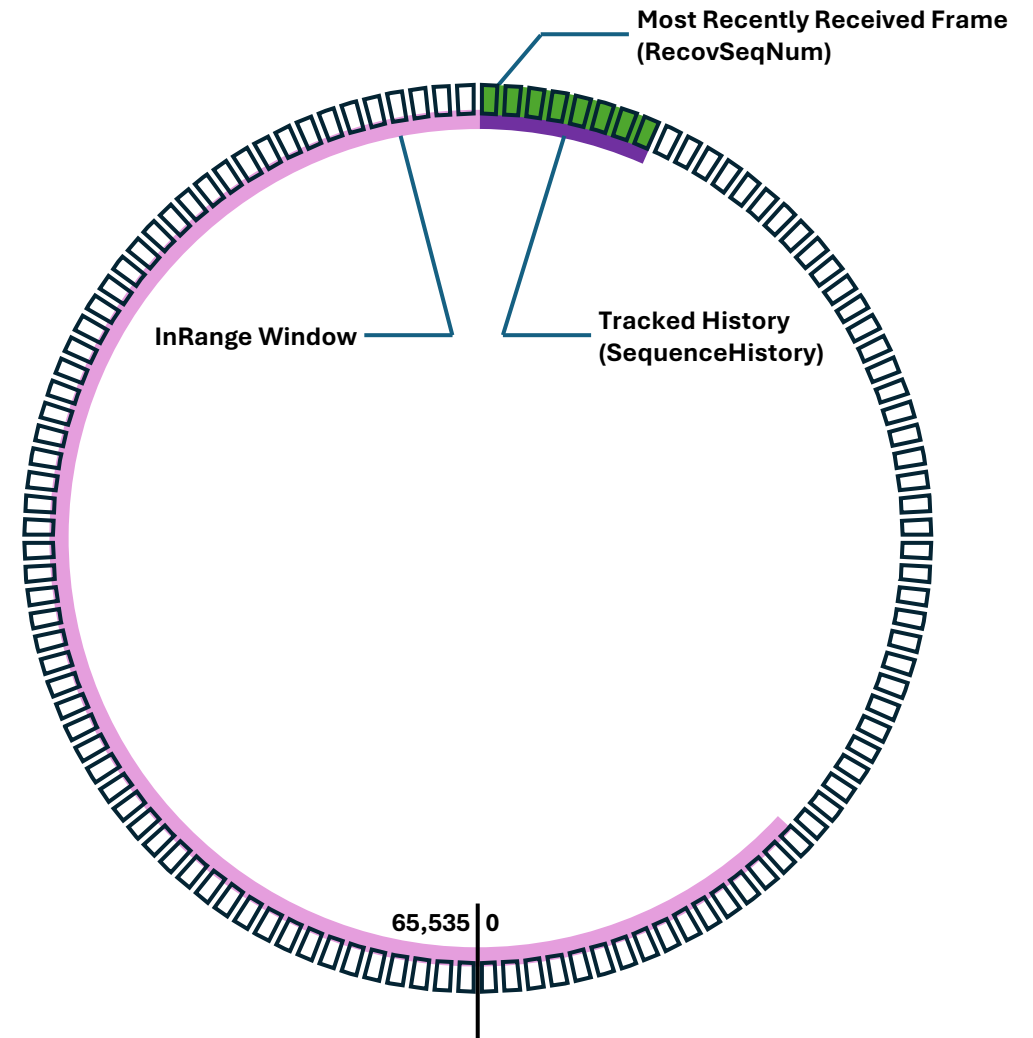 Most Recently Received Frame
(RecovSeqNum)
InRange Window
Tracked History
(SequenceHistory)
65,535
0